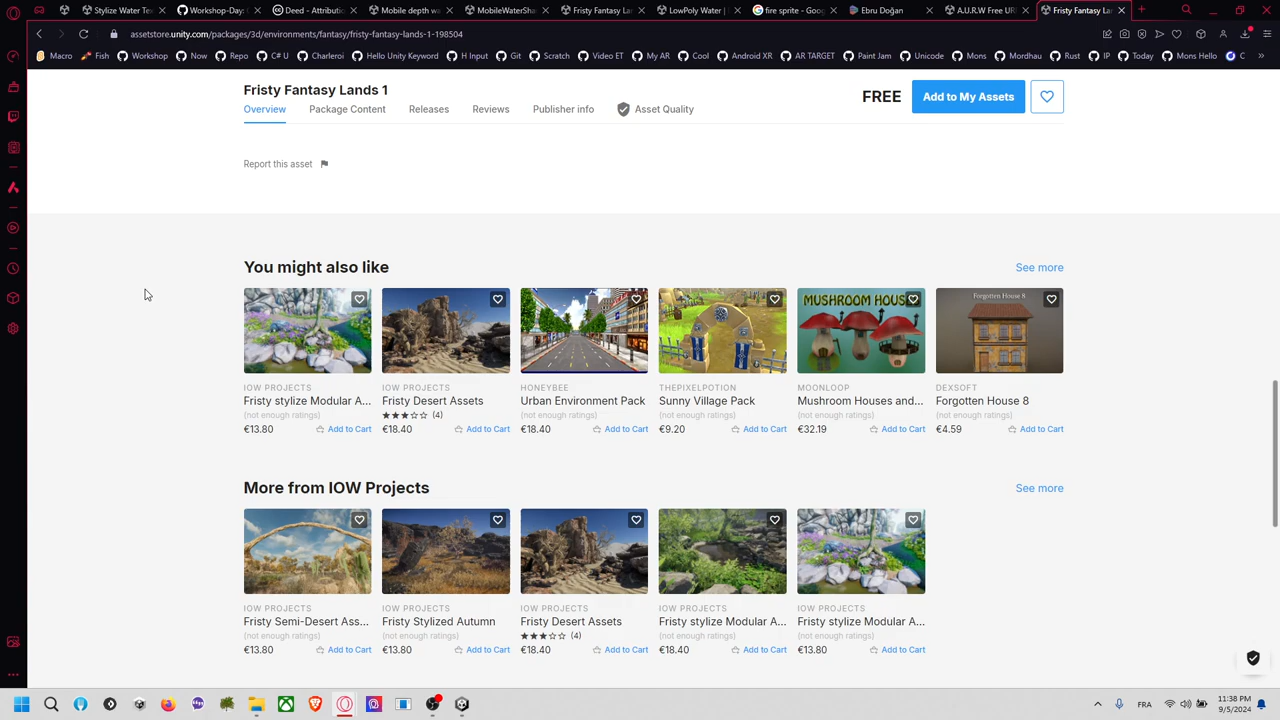 Stylize Water Tex
Workshop-Day: C
Deed - Attributio
Mobile depth wa
MobileWaterSha
Fristy Fantasy Lan
LowPoly Water |
fire sprite - Goog
Ebru Doğan
A.U.R.W Free UR
Fristy Fantasy Lan
assetstore.unity.com/packages/3d/environments/fantasy/fristy-fantasy-lands-1-198504
Macro
Fish
Workshop
Now
Repo
C# U
Charleroi
Hello Unity Keyword
H Input
Git
Scratch
Video ET
My AR
Cool
Android XR
AR TARGET
Paint Jam
Unicode
Mons
Mordhau
Rust
IP
Today
Mons Hello
C
»
Fristy Fantasy Lands 1
FREE
Add to My Assets
Overview
Package Content
Releases
Reviews
Publisher info
Asset Quality
Report this asset
You might also like
See more
MUSHROOM HOUS
Forgotten House 8
IOW PROJECTS
Fristy stylize Modular A...
(not enough ratings)
€13.80
Add to Cart
IOW PROJECTS
Fristy Desert Assets
(4)
€18.40
Add to Cart
HONEYBEE
Urban Environment Pack
(not enough ratings)
€18.40
Add to Cart
THEPIXELPOTION
Sunny Village Pack
(not enough ratings)
€9.20
Add to Cart
MOONLOOP
Mushroom Houses and...
(not enough ratings)
€32.19
Add to Cart
DEXSOFT
Forgotten House 8
(not enough ratings)
€4.59
Add to Cart
More from IOW Projects
See more
IOW PROJECTS
Fristy Semi-Desert Ass...
(not enough ratings)
€13.80
Add to Cart
IOW PROJECTS
Fristy Stylized Autumn
(not enough ratings)
€13.80
Add to Cart
IOW PROJECTS
Fristy Desert Assets
(4)
€18.40
Add to Cart
IOW PROJECTS
Fristy stylize Modular A...
(not enough ratings)
€18.40
Add to Cart
IOW PROJECTS
Fristy stylize Modular A...
(not enough ratings)
€13.80
Add to Cart
FRE
11:38 PM
9/5/2024